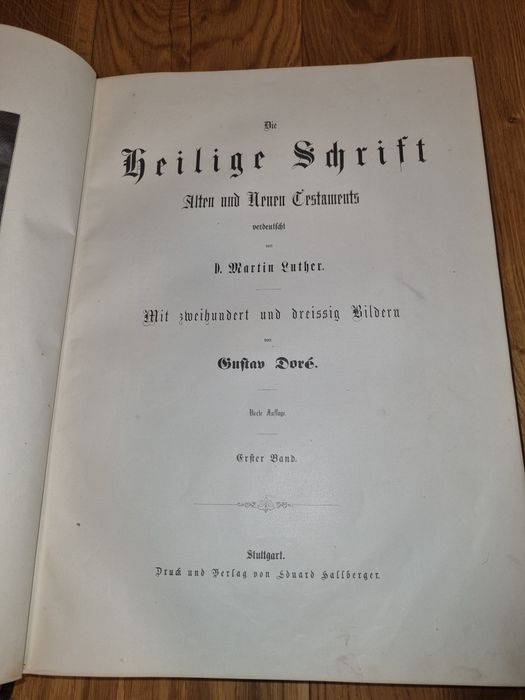 Die
Heilige Schrift
Alten und Neuen Testaments
verdeutscht
von
D. Martin Luther.
Mit zweihundert und dreissig Bildern
von
Gustav Doré.
Vierte Auflage.
Erster Band.
Stuttgart.
Druck und Verlag von Eduard Hallberger.